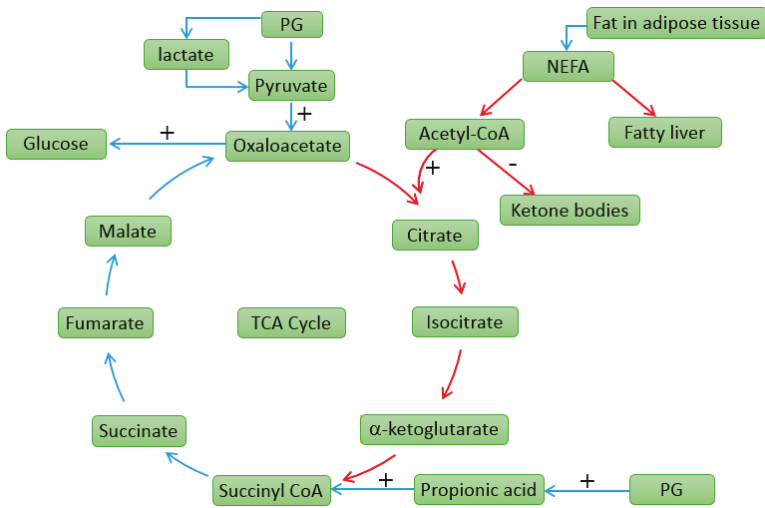 PG
Fat in adipose tissue
lactate
NEFA
Pyruvate
+
Glucose
+
Oxaloacetate
Acetyl-CoA
Fatty liver
+
-
Ketone bodies
Malate
Citrate
Fumarate
TCA Cycle
Isocitrate
Succinate
α-ketoglutarate
Succinyl CoA
+
Propionic acid
+
PG